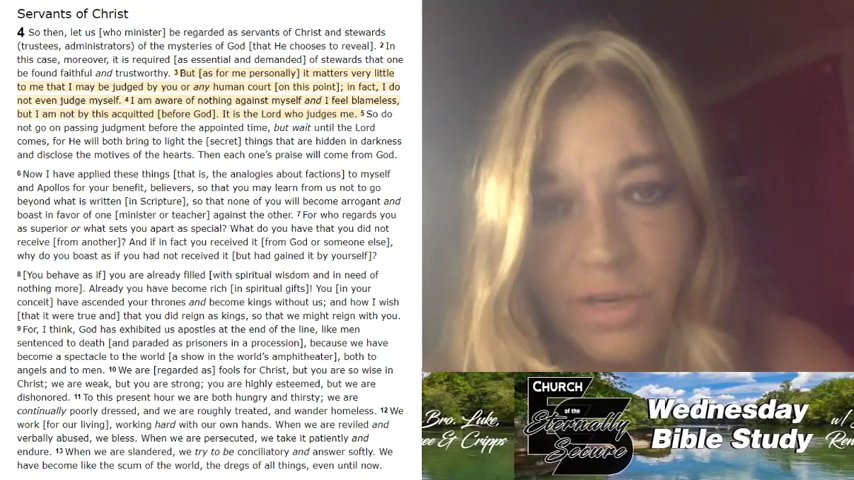 Servants of Christ
4 So then, let us [who minister] be regarded as servants of Christ and stewards
(trustees, administrators) of the mysteries of God [that He chooses to reveal]. 2 In
this case, moreover, it is required [as essential and demanded] of stewards that one
be found faithful and trustworthy. 3 But [as for me personally] it matters very little
to me that I may be judged by you or any human court [on this point]; in fact, I do
not even judge myself. 4 I am aware of nothing against myself and I feel blameless,
but I am not by this acquitted [before God]. It is the Lord who judges me. 5 So do
not go on passing judgment before the appointed time, but wait until the Lord
comes, for He will both bring to light the [secret] things that are hidden in darkness
and disclose the motives of the hearts. Then each one's praise will come from God.
6 Now I have applied these things [that is, the analogies about factions] to myself
and Apollos for your benefit, believers, so that you may learn from us not to go
beyond what is written [in Scripture], so that none of you will become arrogant and
boast in favor of one [minister or teacher] against the other. 7 For who regards you
as superior or what sets you apart as special? What do you have that you did not
receive [from another]? And if in fact you received it [from God or someone else],
why do you boast as if you had not received it [but had gained it by yourself]?
8 [You behave as if] you are already filled [with spiritual wisdom and in need of
nothing more]. Already you have become rich [in spiritual gifts]! You [in your
conceit] have ascended your thrones and become kings without us; and how I wish
[that it were true and] that you did reign as kings, so that we might reign with you.
9 For, I think, God has exhibited us apostles at the end of the line, like men
sentenced to death [and paraded as prisoners in a procession], because we have
become a spectacle to the world [a show in the world's amphitheater], both to
angels and to men. 10 We are [regarded as] fools for Christ, but you are so wise in
Christ; we are weak, but you are strong; you are highly esteemed, but we are
dishonored. 11 To this present hour we are both hungry and thirsty; we are
continually poorly dressed, and we are roughly treated, and wander homeless. 12 We
work [for our living], working hard with our own hands. When we are reviled and
verbally abused, we bless. When we are persecuted, we take it patiently and
endure. 13 When we are slandered, we try to be conciliatory and answer softly. We
have become like the scum of the world, the dregs of all things, even until now.
Bro. Luke,
ee & Cripps
CHURCH
of the
Eternally
Secure
Wednesday
Bible Study
w/